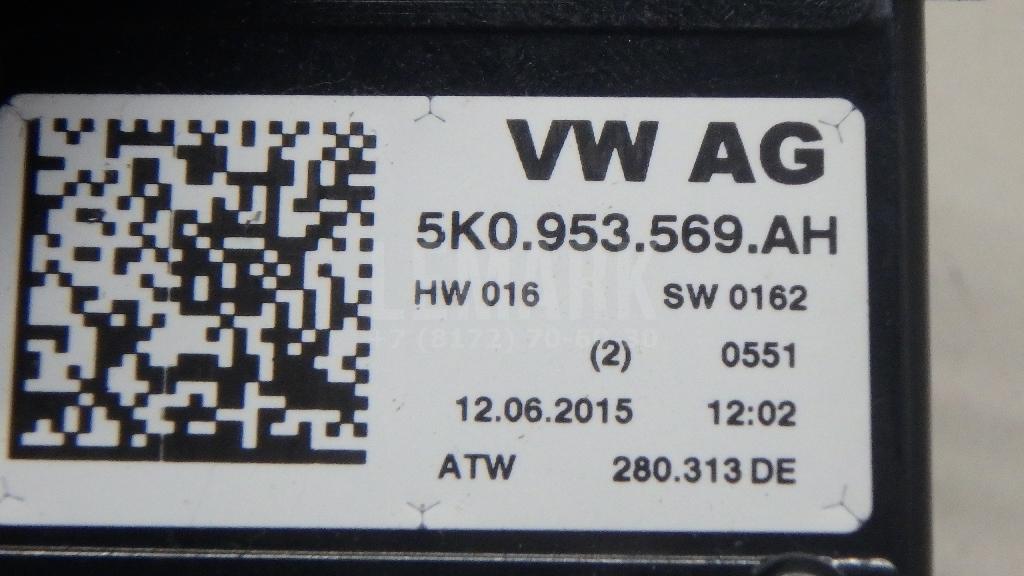 VW AG
5K0.953.569.AH
HW 016 SW 0162
(2) 0551
12.06.2015 12:02
ATW 280.313 DE